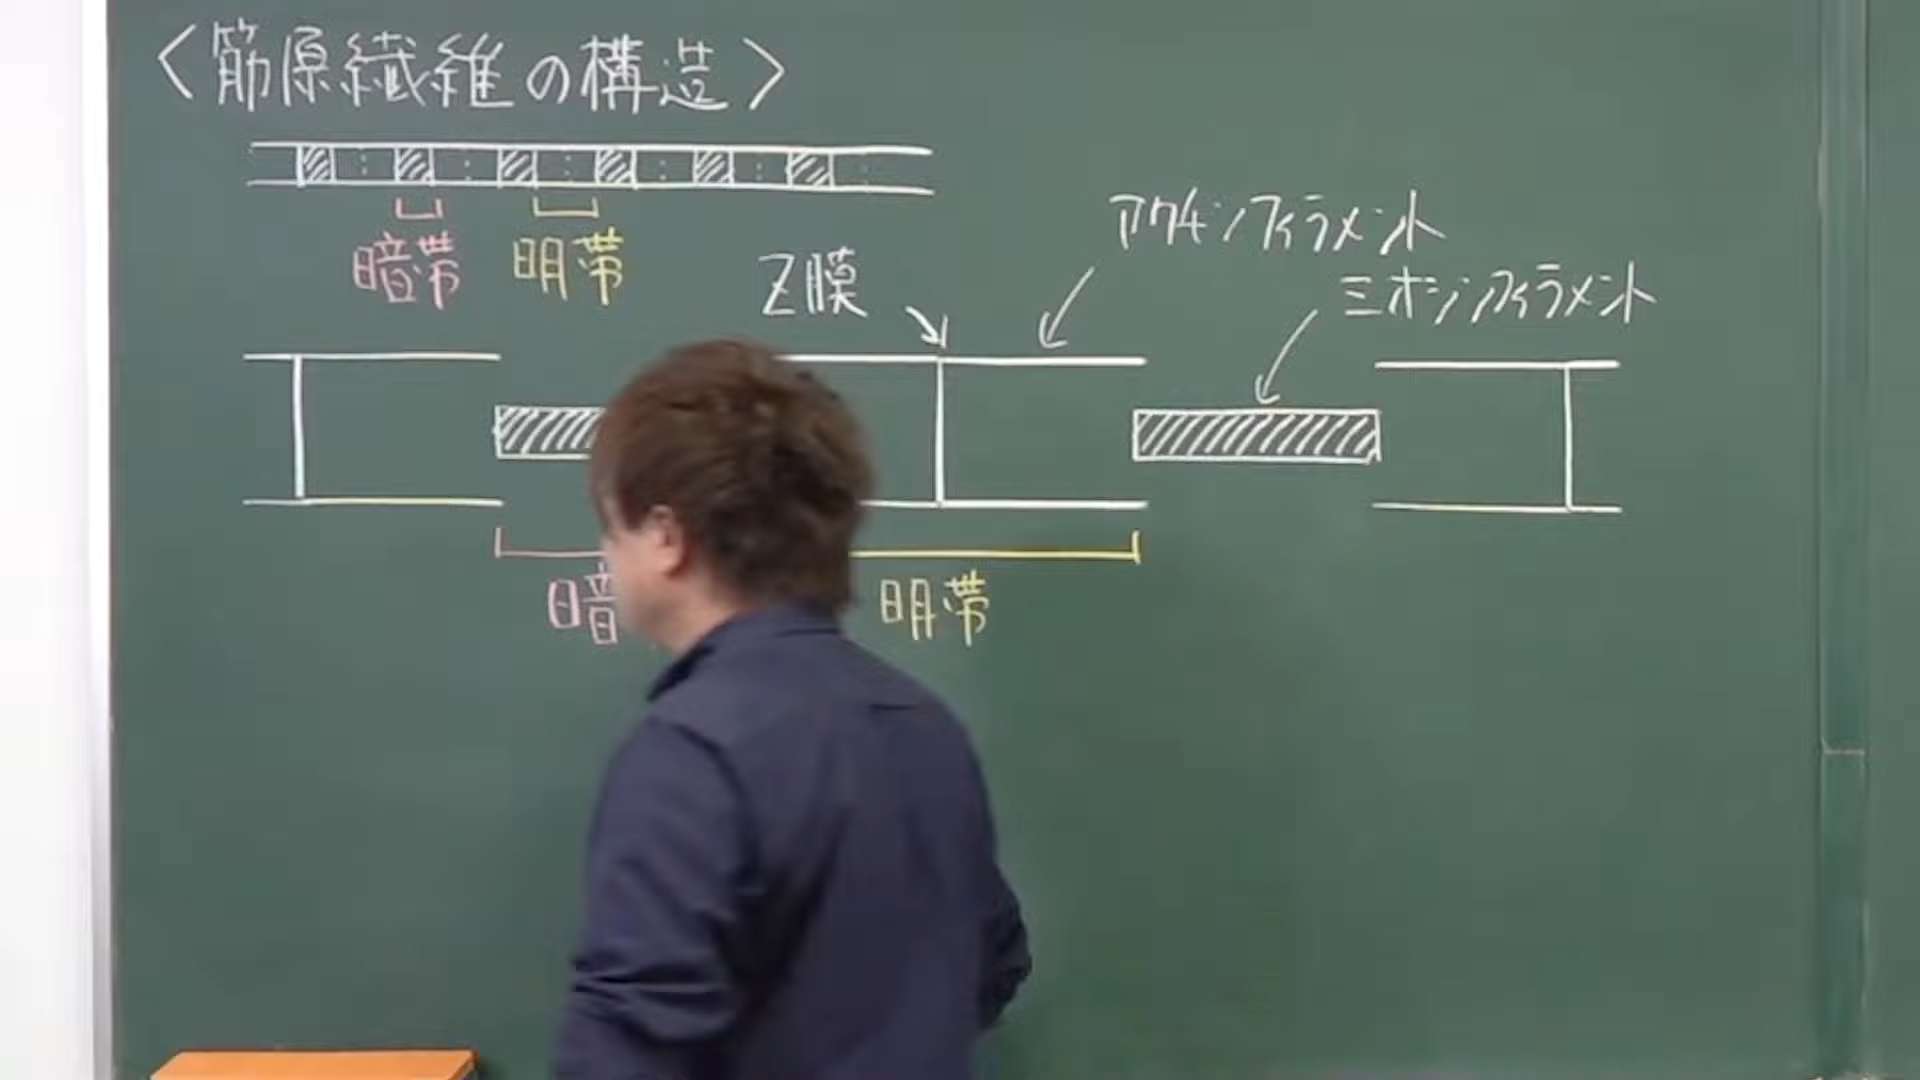 〈筋原繊維の構造〉
暗帯 明帯
Z膜
アクチンフィラメント
ミオシンフィラメント
暗
明帯